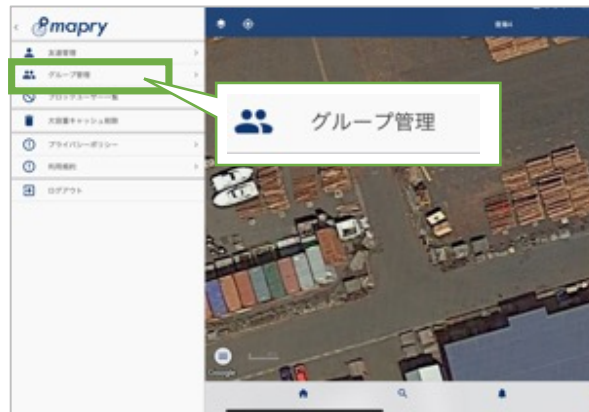 mapry
友達管理
グループ管理
ブロックユーザー一覧
大容量キャッシュ削除
プライバシーポリシー
利用規約
ログアウト
グループ管理
Google